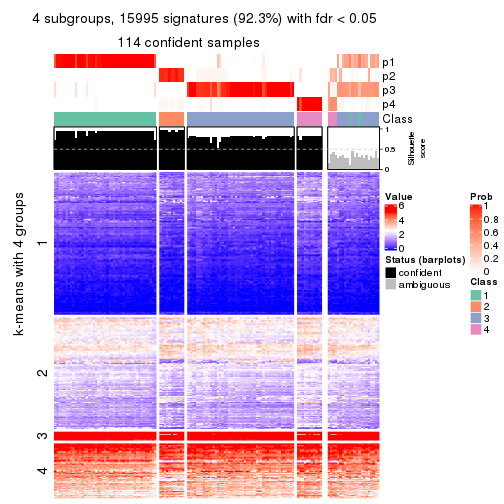 4 subgroups, 15995 signatures (92.3%) with fdr < 0.05
114 confident samples
p1
p2
p3
p4
Class
1
0.5
0
Silhouette
score
k-means with 4 groups
1
2
3
4
Value
6
4
2
0
Status (barplots)
confident
ambiguous
Prob
1
0.8
0.6
0.4
0.2
0
Class
1
2
3
4